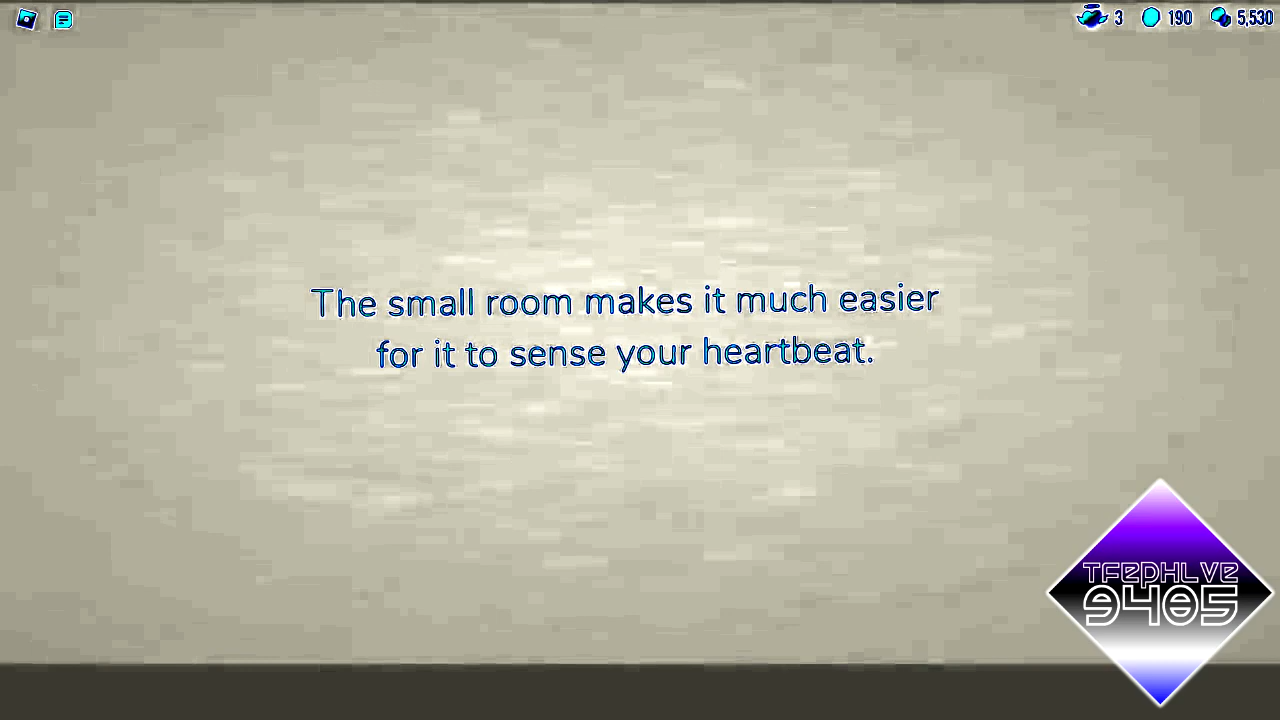 3 190 5,530
The small room makes it much easier
for it to sense your heartbeat.
TFEPHLVE
9405